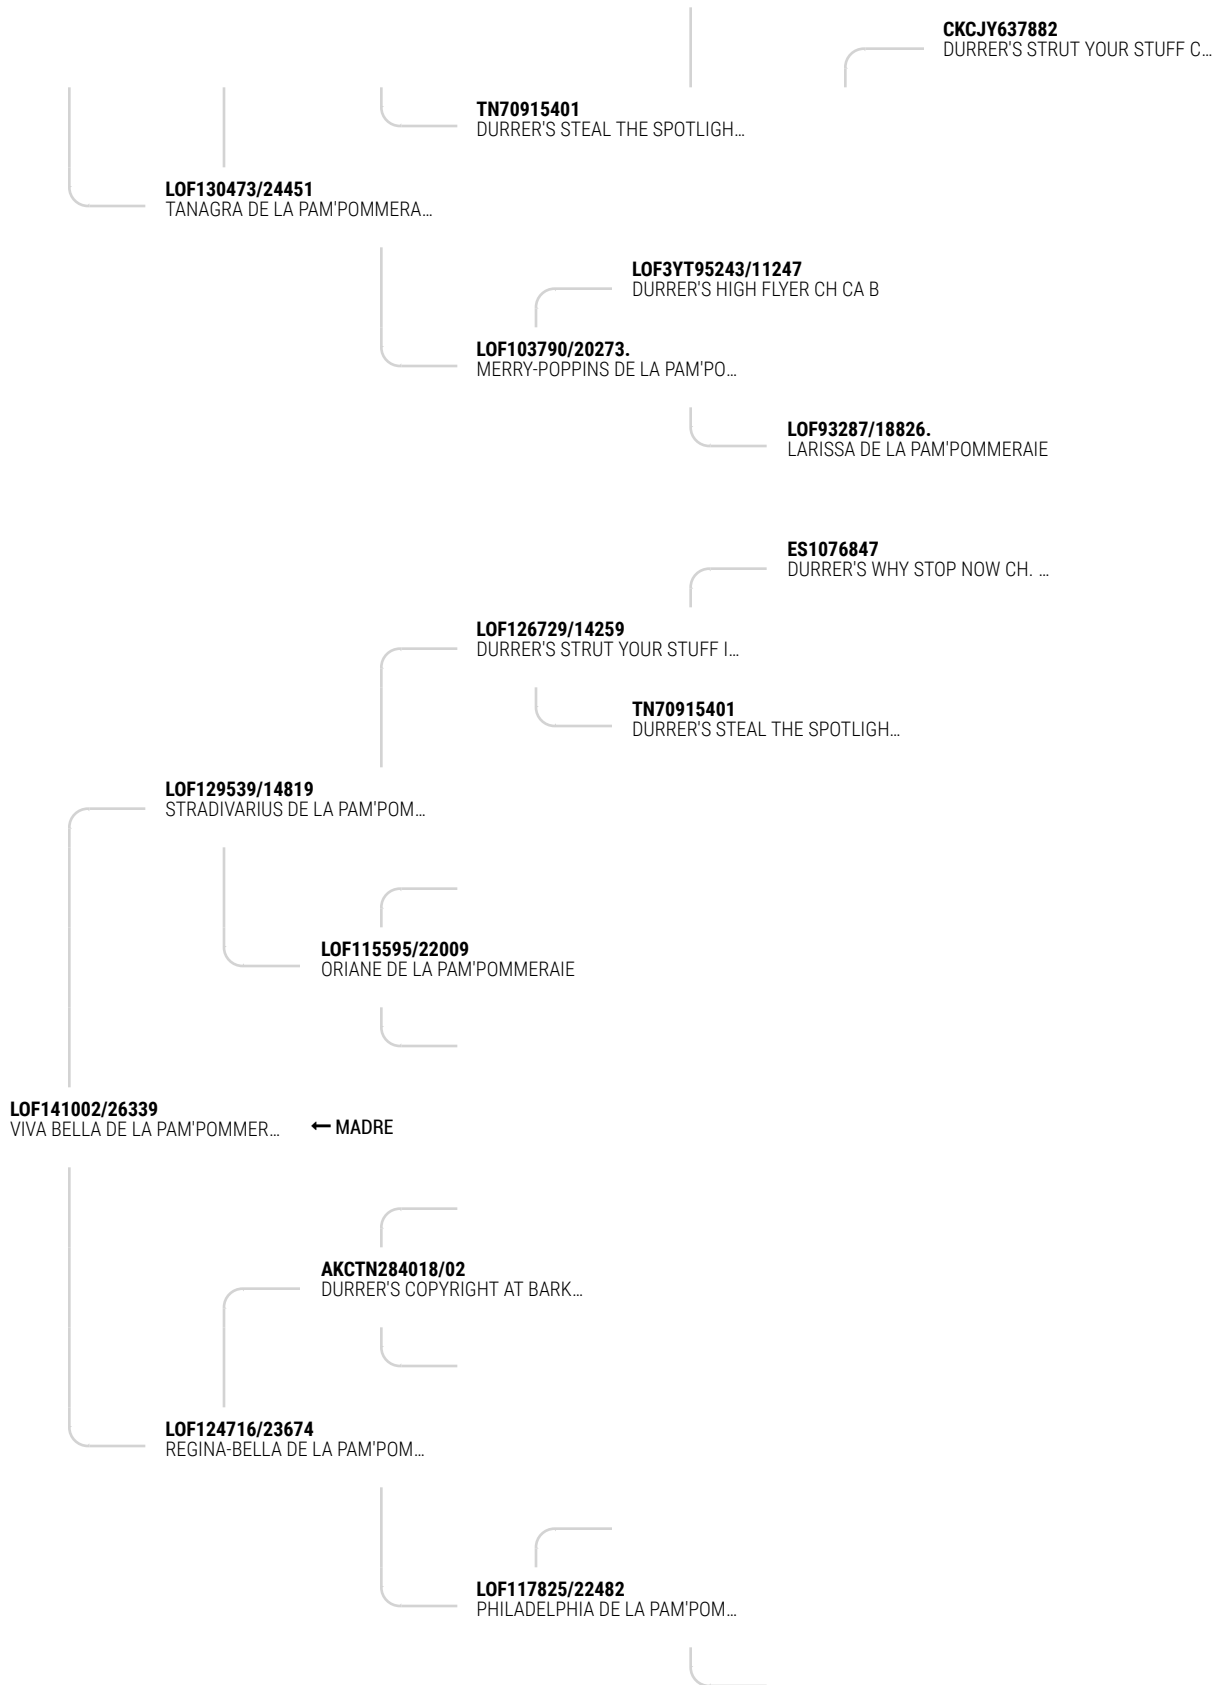 CKCJY637882
DURRER'S STRUT YOUR STUFF C...
TN70915401
DURRER'S STEAL THE SPOTLIGH...
LOF130473/24451
TANAGRA DE LA PAM'POMMERA...
LOF3YT95243/11247
DURRER'S HIGH FLYER CH CA B
LOF103790/20273.
MERRY-POPPINS DE LA PAM'PO...
LOF93287/18826.
LARISSA DE LA PAM'POMMERAIE
ES1076847
DURRER'S WHY STOP NOW CH. ...
LOF126729/14259
DURRER'S STRUT YOUR STUFF I...
TN70915401
DURRER'S STEAL THE SPOTLIGH...
LOF129539/14819
STRADIVARIUS DE LA PAM'POM...
LOF115595/22009
ORIANE DE LA PAM'POMMERAIE
LOF141002/26339
VIVA BELLA DE LA PAM'POMMER...
← MADRE
AKCTN284018/02
DURRER'S COPYRIGHT AT BARK...
LOF124716/23674
REGINA-BELLA DE LA PAM'POM...
LOF117825/22482
PHILADELPHIA DE LA PAM'POM...